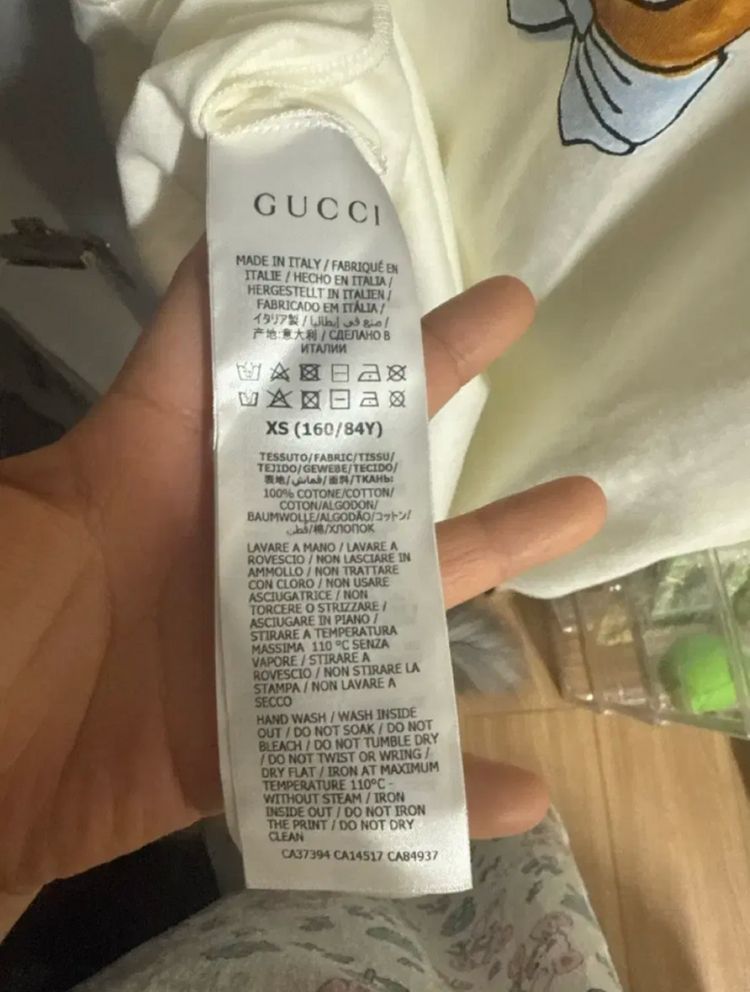 GUCCI
MADE IN ITALY / FABRIQUÉ EN
ITALIE / HECHO EN ITALIA /
HERGESTELLT IN ITALIEN /
FABRICADO EM ITÁLIA /
イタリア製 / صنع في إيطاليا /
产地:意大利 / СДЕЛАНО В
ИТАЛИИ
XS (160/84Y)
TESSUTO/FABRIC/TISSU/
TEJIDO/GEWEBE/TECIDO/
表地/قماش/面料/ТКАНЬ:
100% COTONE/COTTON/
COTON/ALGODON/
BAUMWOLLE/ALGODÃO/コットン/
قطن/棉/ХЛОПОК
LAVARE A MANO / LAVARE A
ROVESCIO / NON LASCIARE IN
AMMOLLO / NON TRATTARE
CON CLORO / NON USARE
ASCIUGATRICE / NON
TORCERE O STRIZZARE /
ASCIUGARE IN PIANO /
STIRARE A TEMPERATURA
MASSIMA 110 °C SENZA
VAPORE / STIRARE A
ROVESCIO / NON STIRARE LA
STAMPA / NON LAVARE A
SECCO
HAND WASH / WASH INSIDE
OUT / DO NOT SOAK / DO NOT
BLEACH / DO NOT TUMBLE DRY
/ DO NOT TWIST OR WRING /
DRY FLAT / IRON AT MAXIMUM
TEMPERATURE 110°C -
WITHOUT STEAM / IRON
INSIDE OUT / DO NOT IRON
THE PRINT / DO NOT DRY
CLEAN
CA37394 CA14517 CA84937